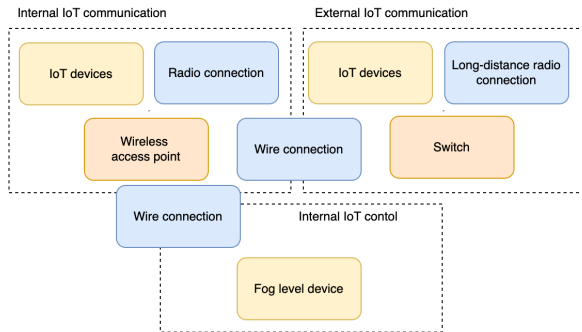 Internal IoT communication
External IoT communication
IoT devices
Radio connection
IoT devices
Long-distance radio
connection
Wireless
access point
Wire connection
Switch
Wire connection
Internal IoT contol
Fog level device